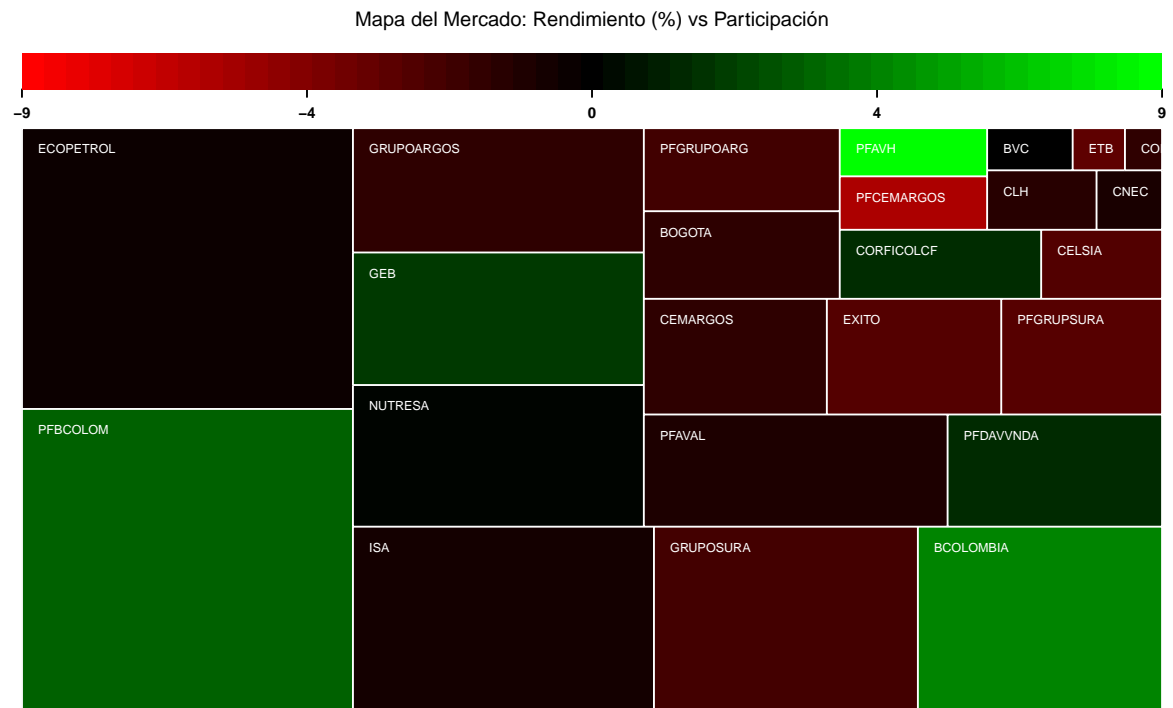 Mapa del Mercado: Rendimiento (%) vs Participación
−9 −4 0 4 9
ECOPETROL
GRUPOARGOS
PFGRUPOARG
PFAVH
BVC
ETB
PFCEMARGOS
CLH
CNEC
BOGOTA
CORFICOLCF
CELSIA
GEB
CEMARGOS
EXITO
PFGRUPSURA
NUTRESA
PFBCOLOM
PFAVAL
PFDAVVNDA
ISA
GRUPOSURA
BCOLOMBIA